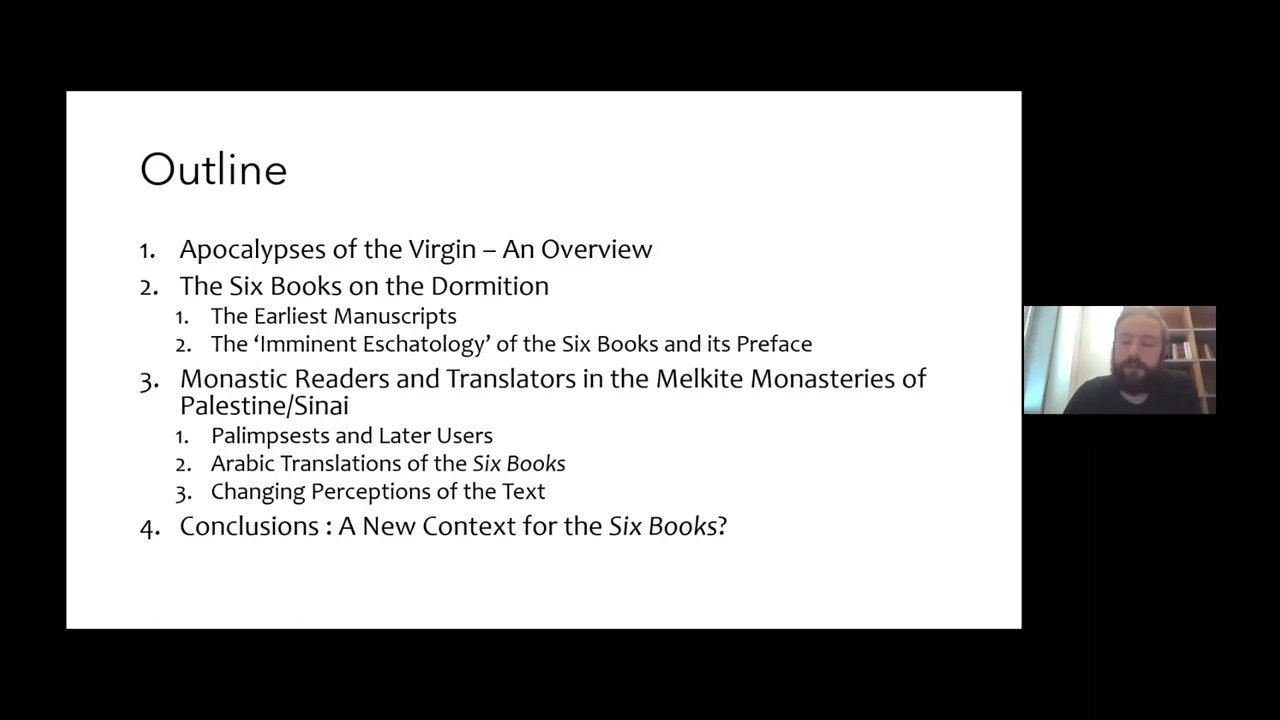 Outline
1. Apocalypses of the Virgin – An Overview
2. The Six Books on the Dormition
1. The Earliest Manuscripts
2. The ‘Imminent Eschatology’ of the Six Books and its Preface
3. Monastic Readers and Translators in the Melkite Monasteries of
Palestine/Sinai
1. Palimpsests and Later Users
2. Arabic Translations of the Six Books
3. Changing Perceptions of the Text
4. Conclusions : A New Context for the Six Books?